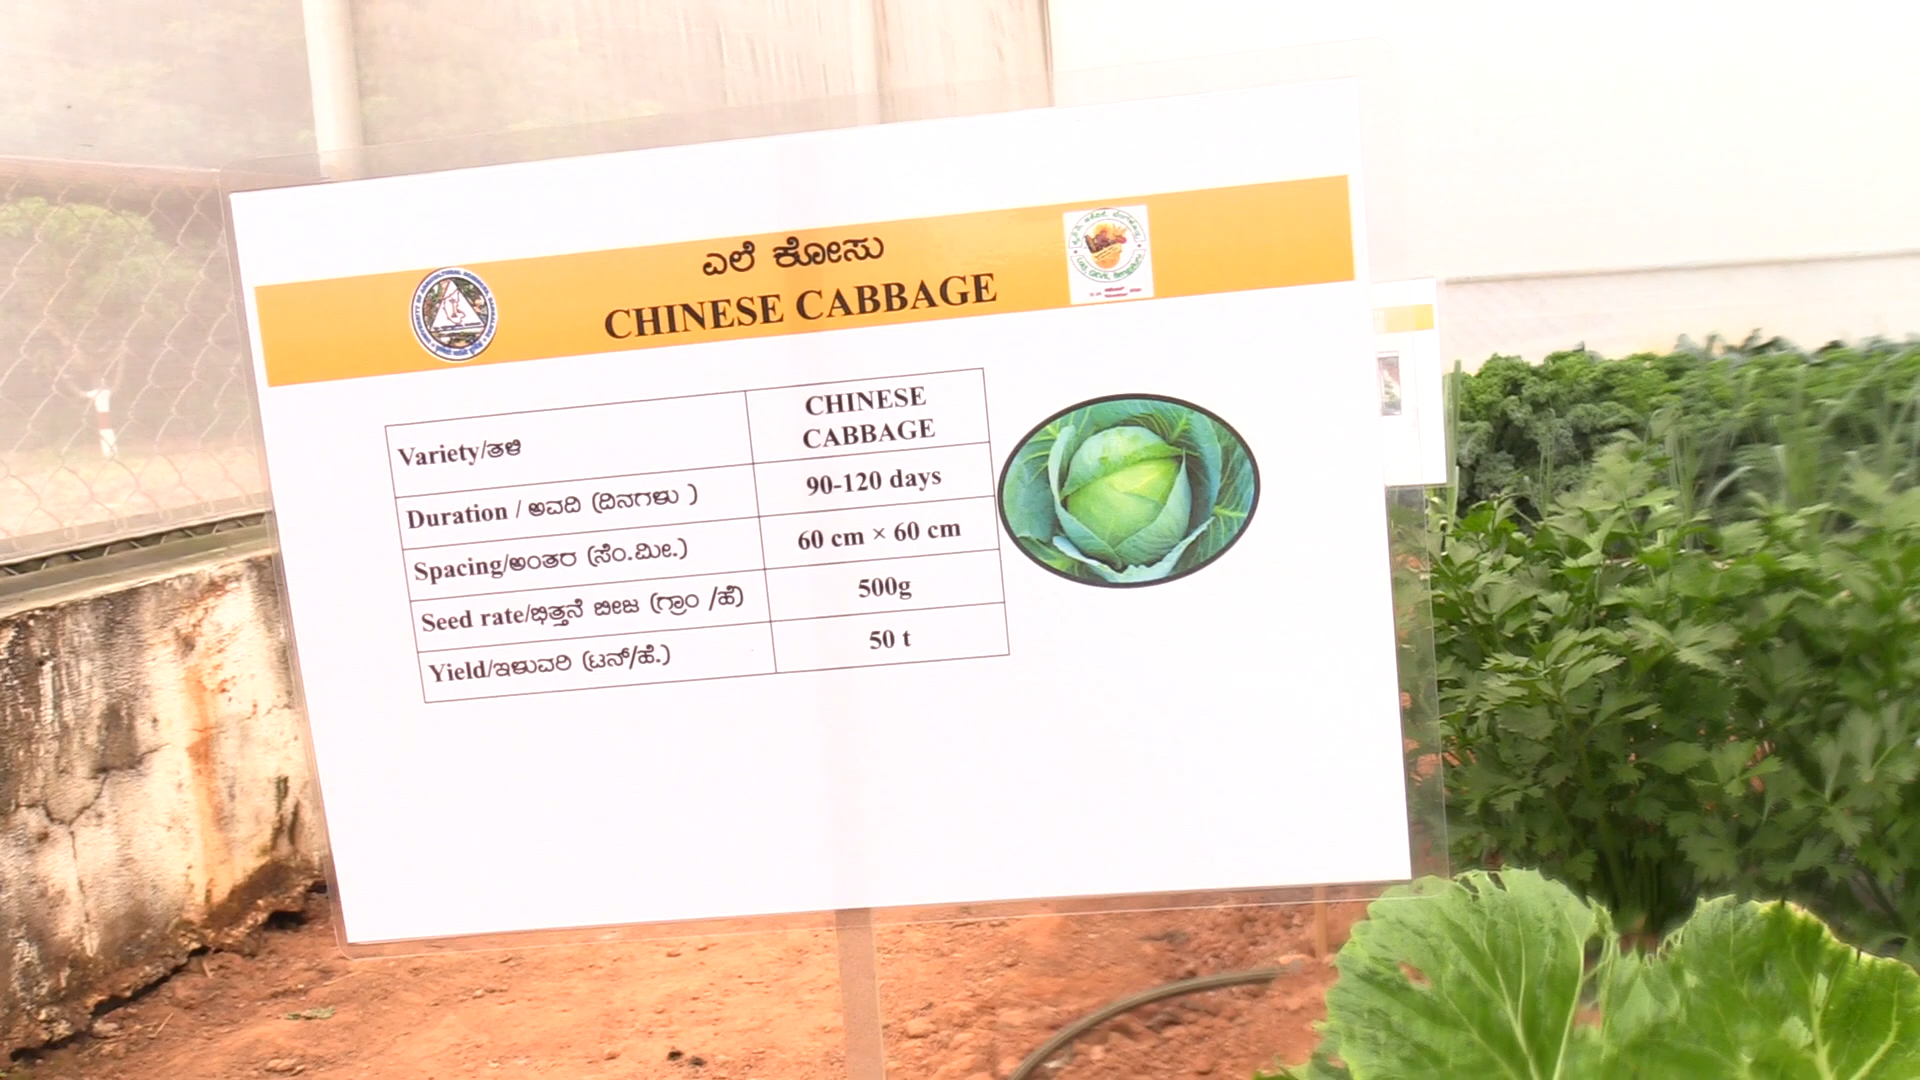 ಎಲೆ ಕೋಸು
CHINESE CABBAGE
Variety/ತಳಿ
CHINESE
CABBAGE
Duration / ಅವದಿ (ದಿನಗಳು )
90-120 days
Spacing/ಅಂತರ (ಸೆಂ.ಮೀ.)
60 cm × 60 cm
Seed rate/ಭಿತ್ತನೆ ಬೀಜ (ಗ್ರಾಂ /ಹೆ)
500g
Yield/ಇಳುವರಿ (ಟನ್/ಹೆ.)
50 t